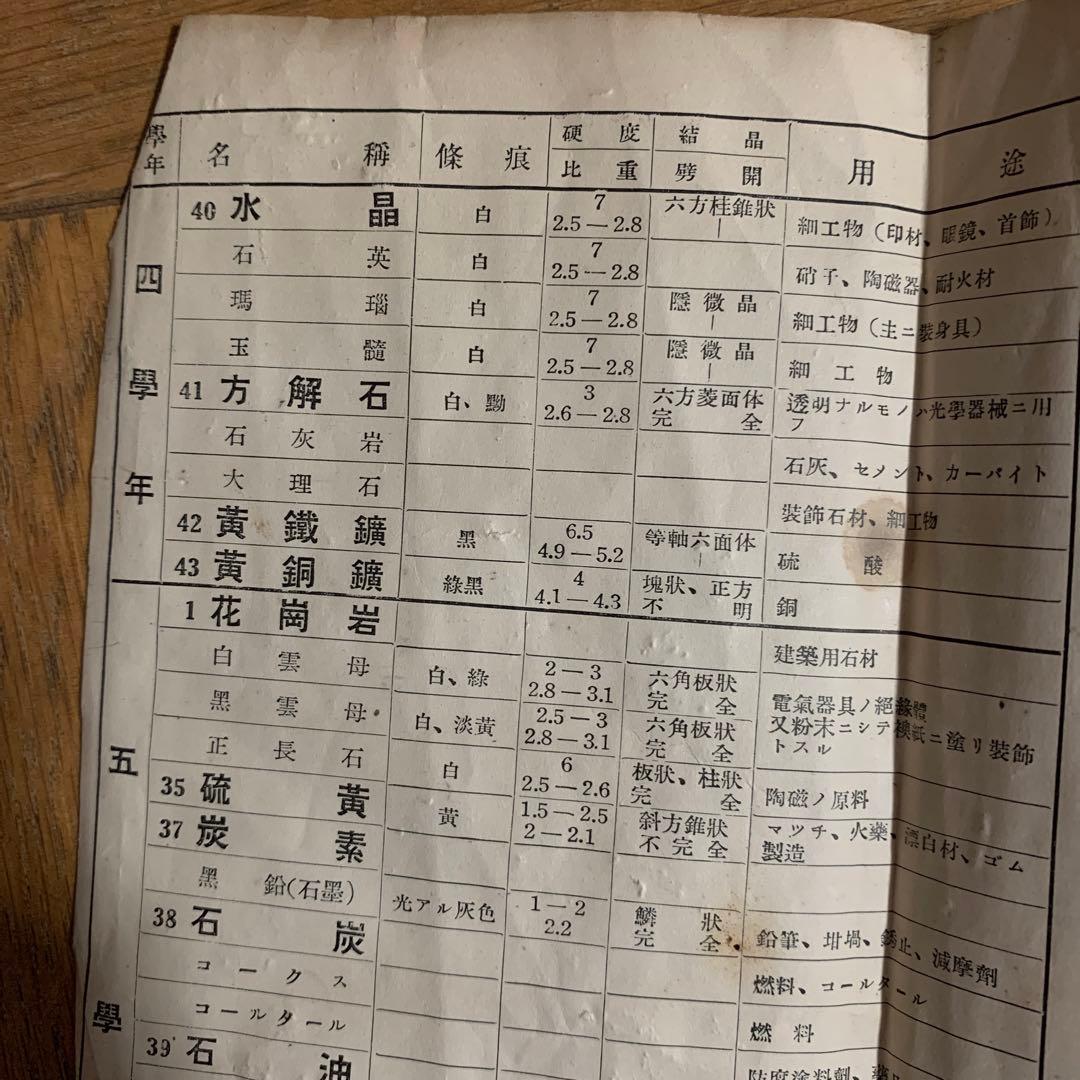 學年 名稱 條痕 硬度 比重 結晶 劈開 用途
四學年
40 水晶 白 7 2.5—2.8 六方柱錐狀 — 細工物(印材、眼鏡、首飾)
石英 白 7 2.5—2.8 硝子、陶磁器、耐火材
瑪瑙 白 7 2.5—2.8 隱微晶 — 細工物(主ニ裝身具)
玉髓 白 7 2.5—2.8 隱微晶 — 細工物
41 方解石 白、黝 3 2.6—2.8 六方菱面体 完全 透明ナルモノハ光學器械ニ用フ
石灰岩 石灰、セメント、カーバイト
大理石 裝飾石材、細工物
42 黃鐵鑛 黑 6.5 4.9—5.2 等軸六面体 — 硫酸
43 黃銅鑛 綠黑 4 4.1—4.3 塊狀、正方 不明 銅
五學
1 花崗岩 建築用石材
白雲母 白、綠 2—3 2.8—3.1 六角板狀 完全 電氣器具ノ絕緣體
黑雲母 白、淡黃 2.5—3 2.8—3.1 六角板狀 完全 又粉末ニシテ襖紙ニ塗リ裝飾トスル
正長石 白 6 2.5—2.6 板狀、柱狀 完全 陶磁ノ原料
35 硫黃 黃 1.5—2.5 2—2.1 斜方錐狀 不完全 マツチ、火藥、漂白材、ゴム製造
37 炭素
黑鉛(石墨) 光アル灰色 1—2 2.2 鱗狀 完全 鉛筆、坩堝、銹止、減摩劑
38 石炭 燃料、コールタール
コークス 燃料
コールタール 防腐塗料劑、
39 石油